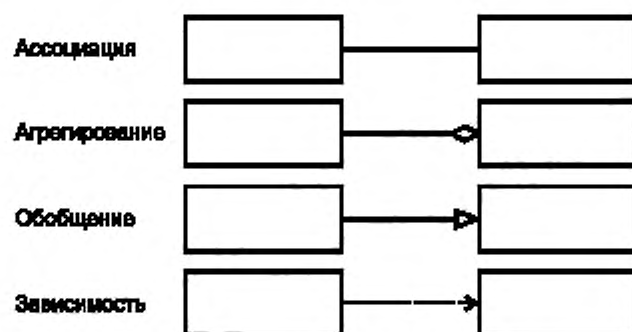 Ассоциация
Агрегирование
Обобщение
Зависимость